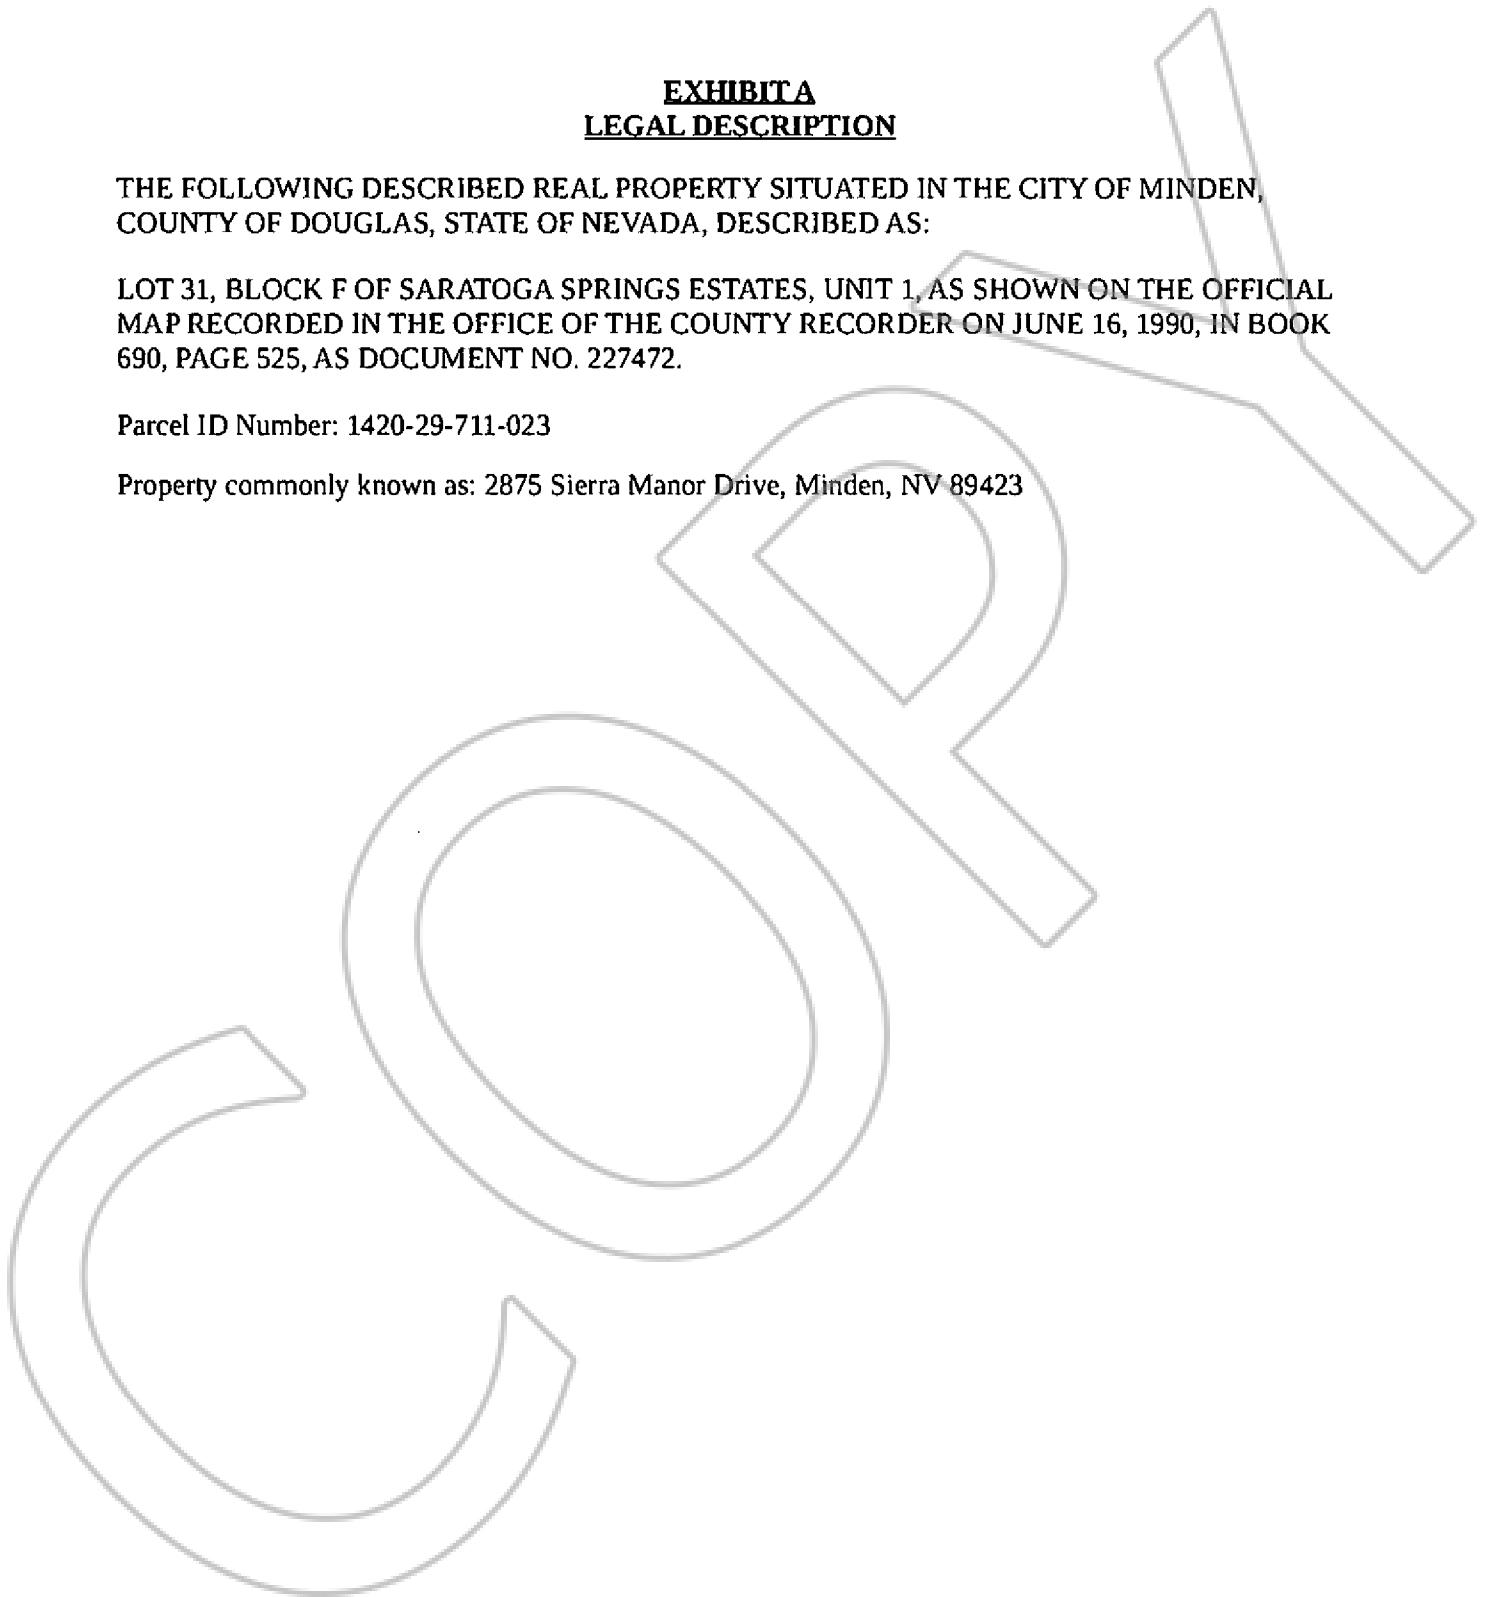 EXHIBIT A
LEGAL DESCRIPTION
THE FOLLOWING DESCRIBED REAL PROPERTY SITUATED IN THE CITY OF MINDEN,
COUNTY OF DOUGLAS, STATE OF NEVADA, DESCRIBED AS:
LOT 31, BLOCK F OF SARATOGA SPRINGS ESTATES, UNIT 1, AS SHOWN ON THE OFFICIAL
MAP RECORDED IN THE OFFICE OF THE COUNTY RECORDER ON JUNE 16, 1990, IN BOOK
690, PAGE 525, AS DOCUMENT NO. 227472.
Parcel ID Number: 1420-29-711-023
Property commonly known as: 2875 Sierra Manor Drive, Minden, NV 89423
COPY